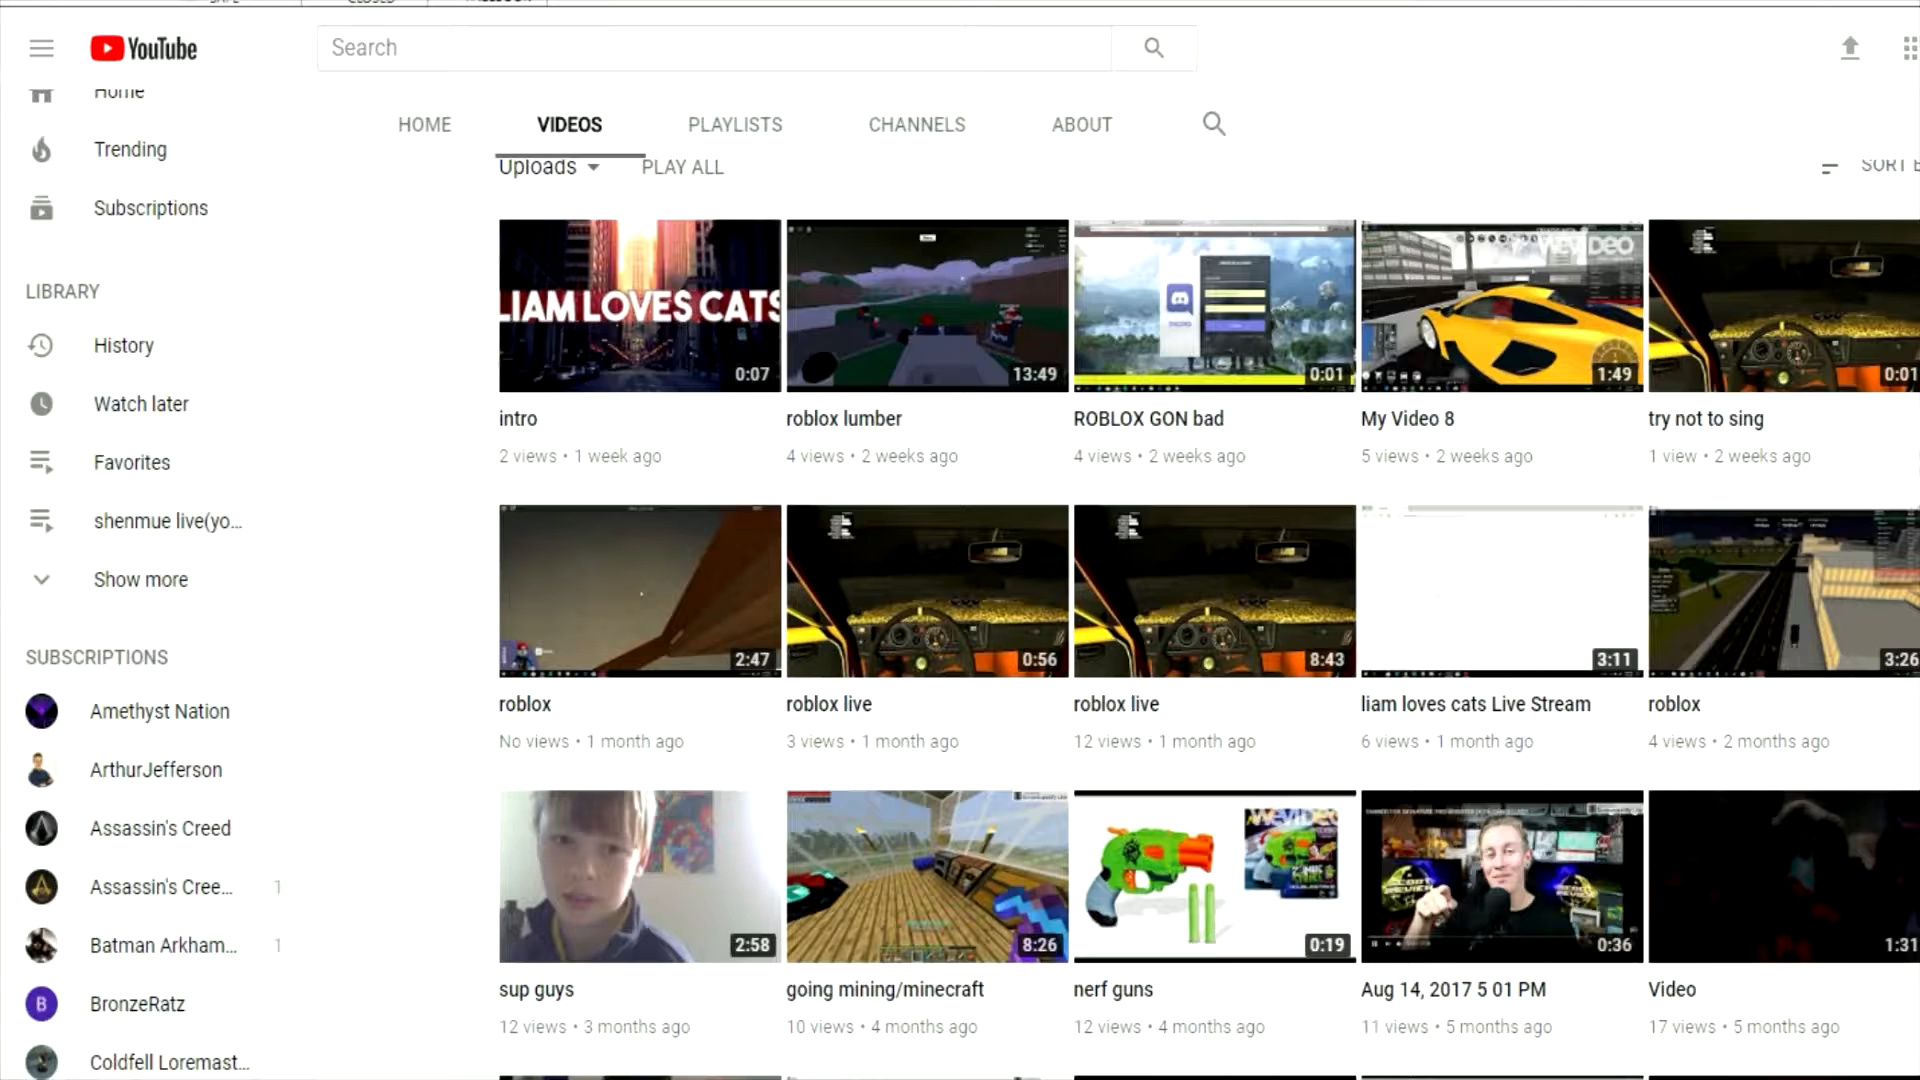 SAFE CLOSED
YouTube
Search
Home
HOME VIDEOS PLAYLISTS CHANNELS ABOUT
Trending
Uploads PLAY ALL SORT B
Subscriptions
LIBRARY
History
Watch later
Favorites
shenmue live(yo...
Show more
SUBSCRIPTIONS
Amethyst Nation
ArthurJefferson
Assassin's Creed
Assassin's Cree... 1
Batman Arkham... 1
B BronzeRatz
Coldfell Loremast...
LIAM LOVES CATS
0:07 13:49 0:01 1:49 0:01
intro roblox lumber ROBLOX GON bad My Video 8 try not to sing
2 views • 1 week ago 4 views • 2 weeks ago 4 views • 2 weeks ago 5 views • 2 weeks ago 1 view • 2 weeks ago
2:47 0:56 8:43 3:11 3:26
roblox roblox live roblox live liam loves cats Live Stream roblox
No views • 1 month ago 3 views • 1 month ago 12 views • 1 month ago 6 views • 1 month ago 4 views • 2 months ago
2:58 8:26 0:19 0:36 1:31
sup guys going mining/minecraft nerf guns Aug 14, 2017 5 01 PM Video
12 views • 3 months ago 10 views • 4 months ago 12 views • 4 months ago 11 views • 5 months ago 17 views • 5 months ago